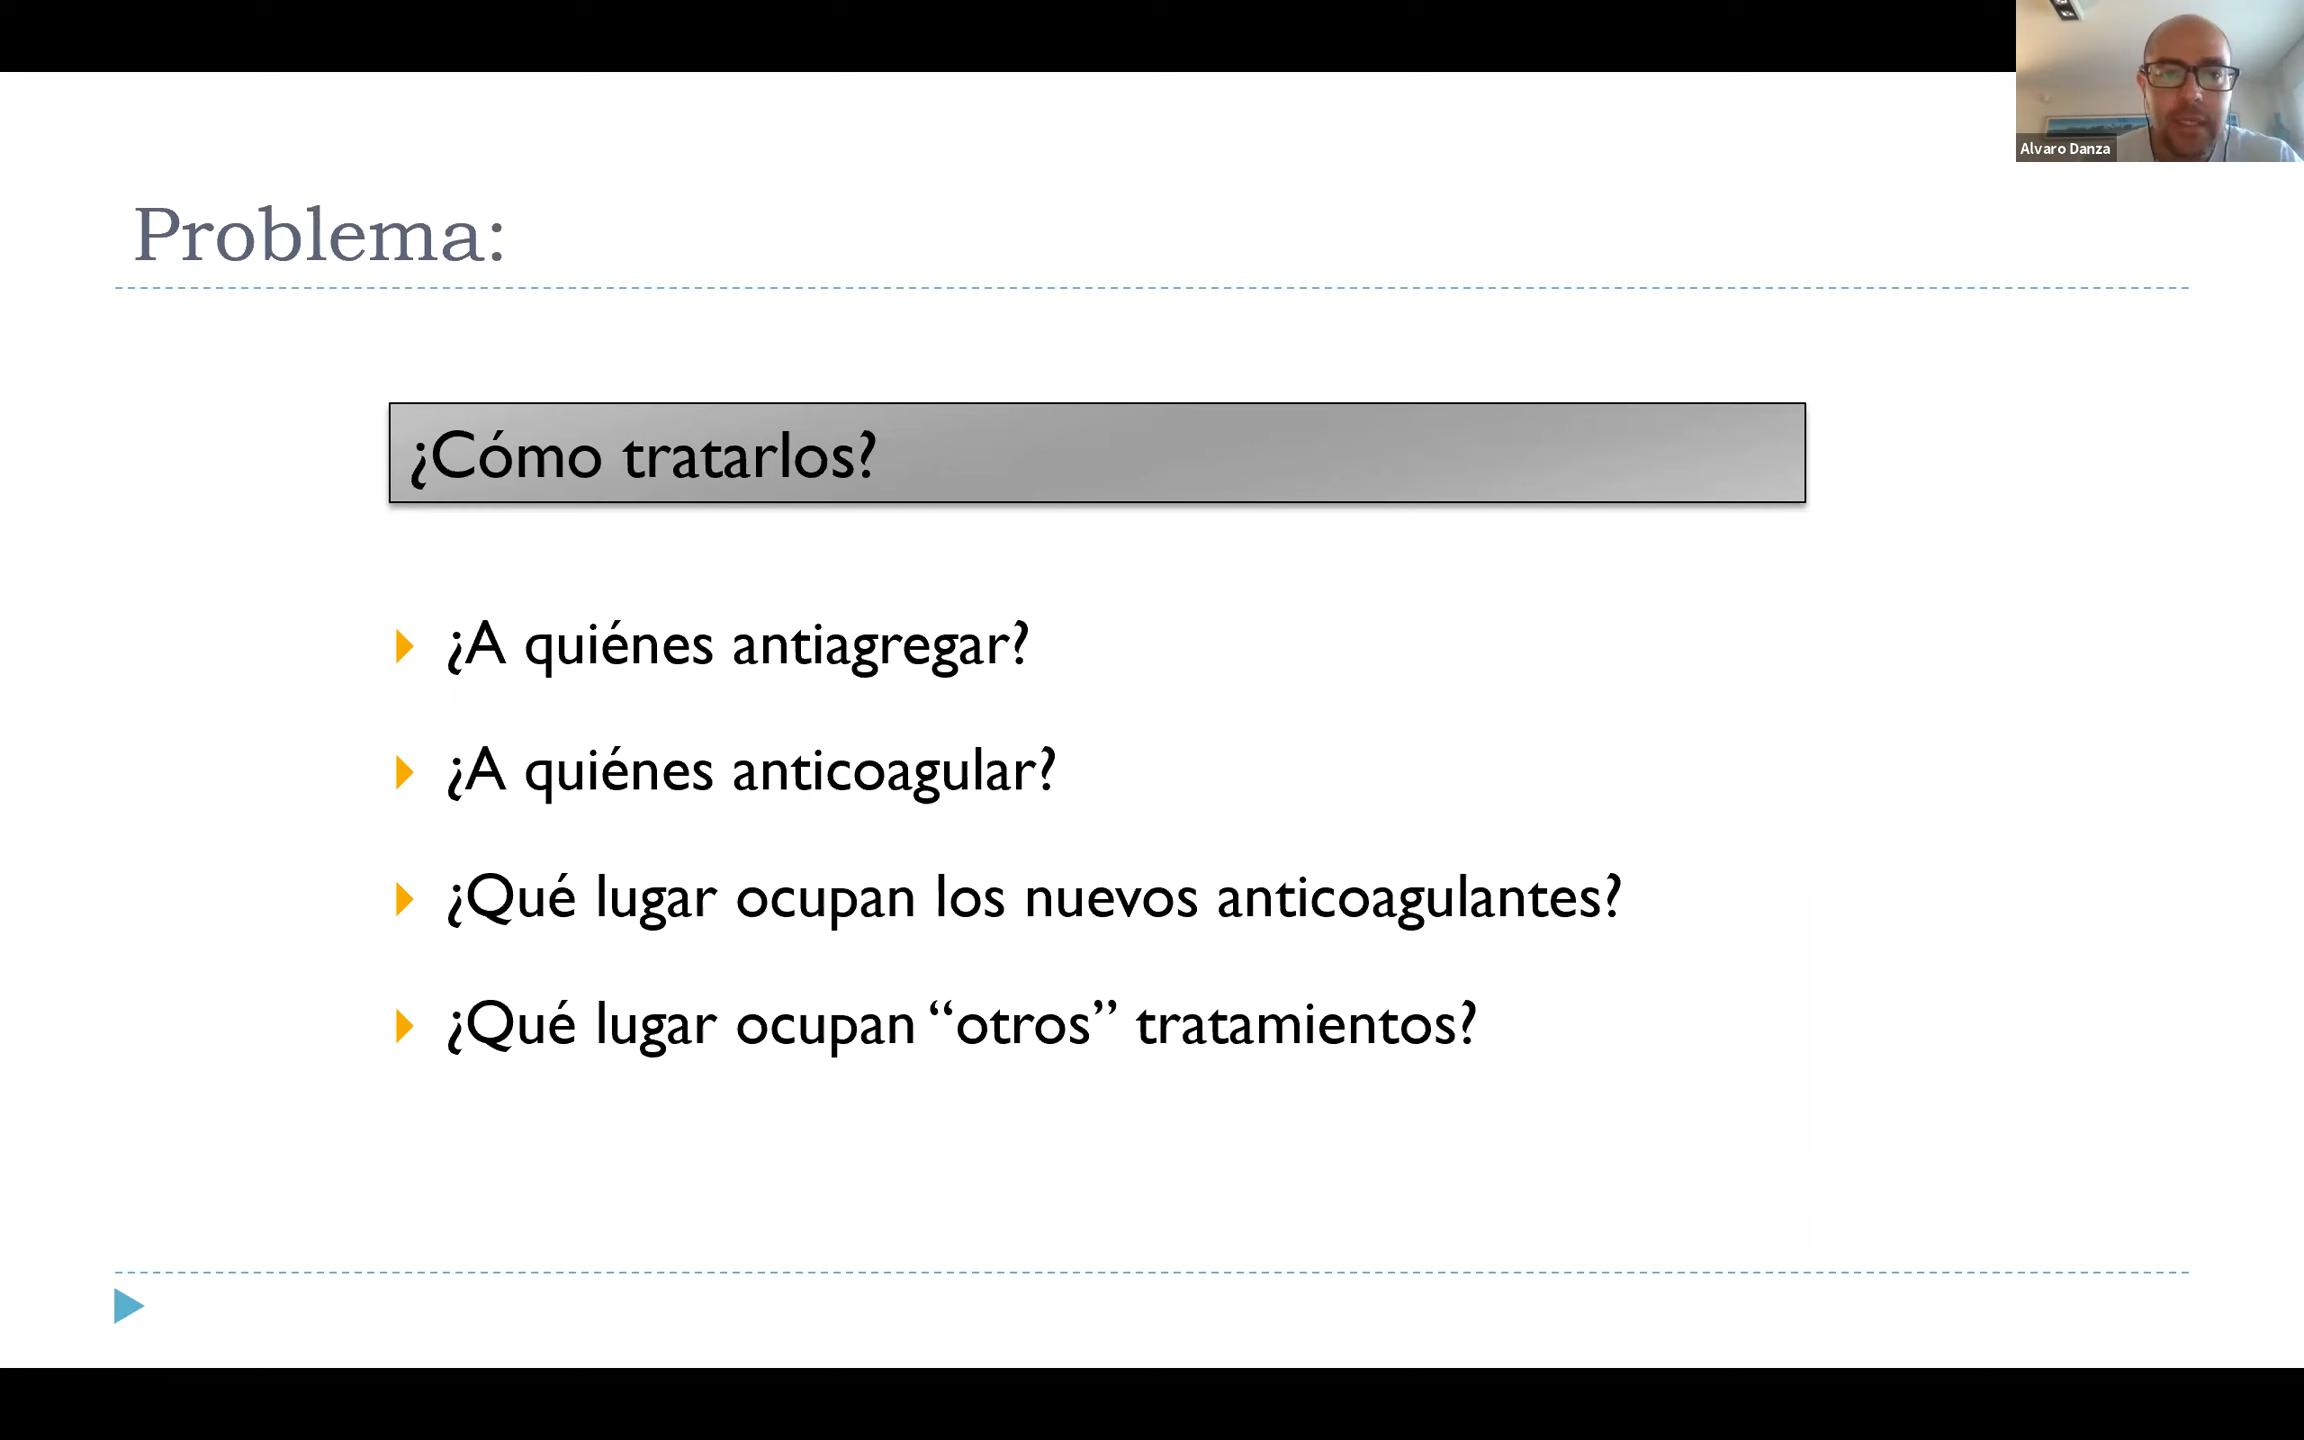 Alvaro Danza
Problema:
¿Cómo tratarlos?
¿A quiénes antiagregar?
¿A quiénes anticoagular?
¿Qué lugar ocupan los nuevos anticoagulantes?
¿Qué lugar ocupan “otros” tratamientos?